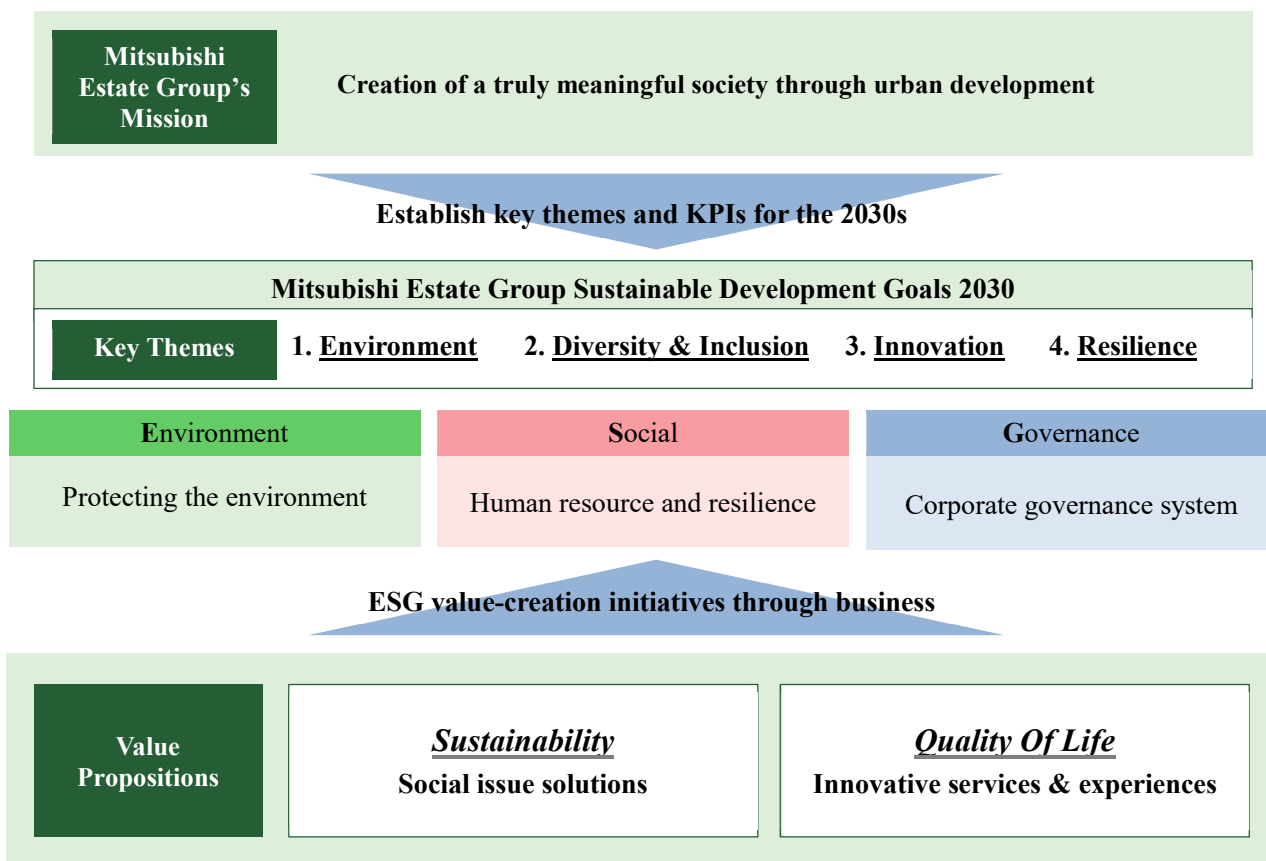 Mitsubishi
Estate Group's
Mission
Creation of a truly meaningful society through urban development
Establish key themes and KPIs for the 2030s
Mitsubishi Estate Group Sustainable Development Goals 2030
Key Themes
1. Environment
2. Diversity & Inclusion
3. Innovation
4. Resilience
Environment
Protecting the environment
Social
Human resource and resilience
Governance
Corporate governance system
ESG value-creation initiatives through business
Value
Propositions
Sustainability
Social issue solutions
Quality Of Life
Innovative services & experiences